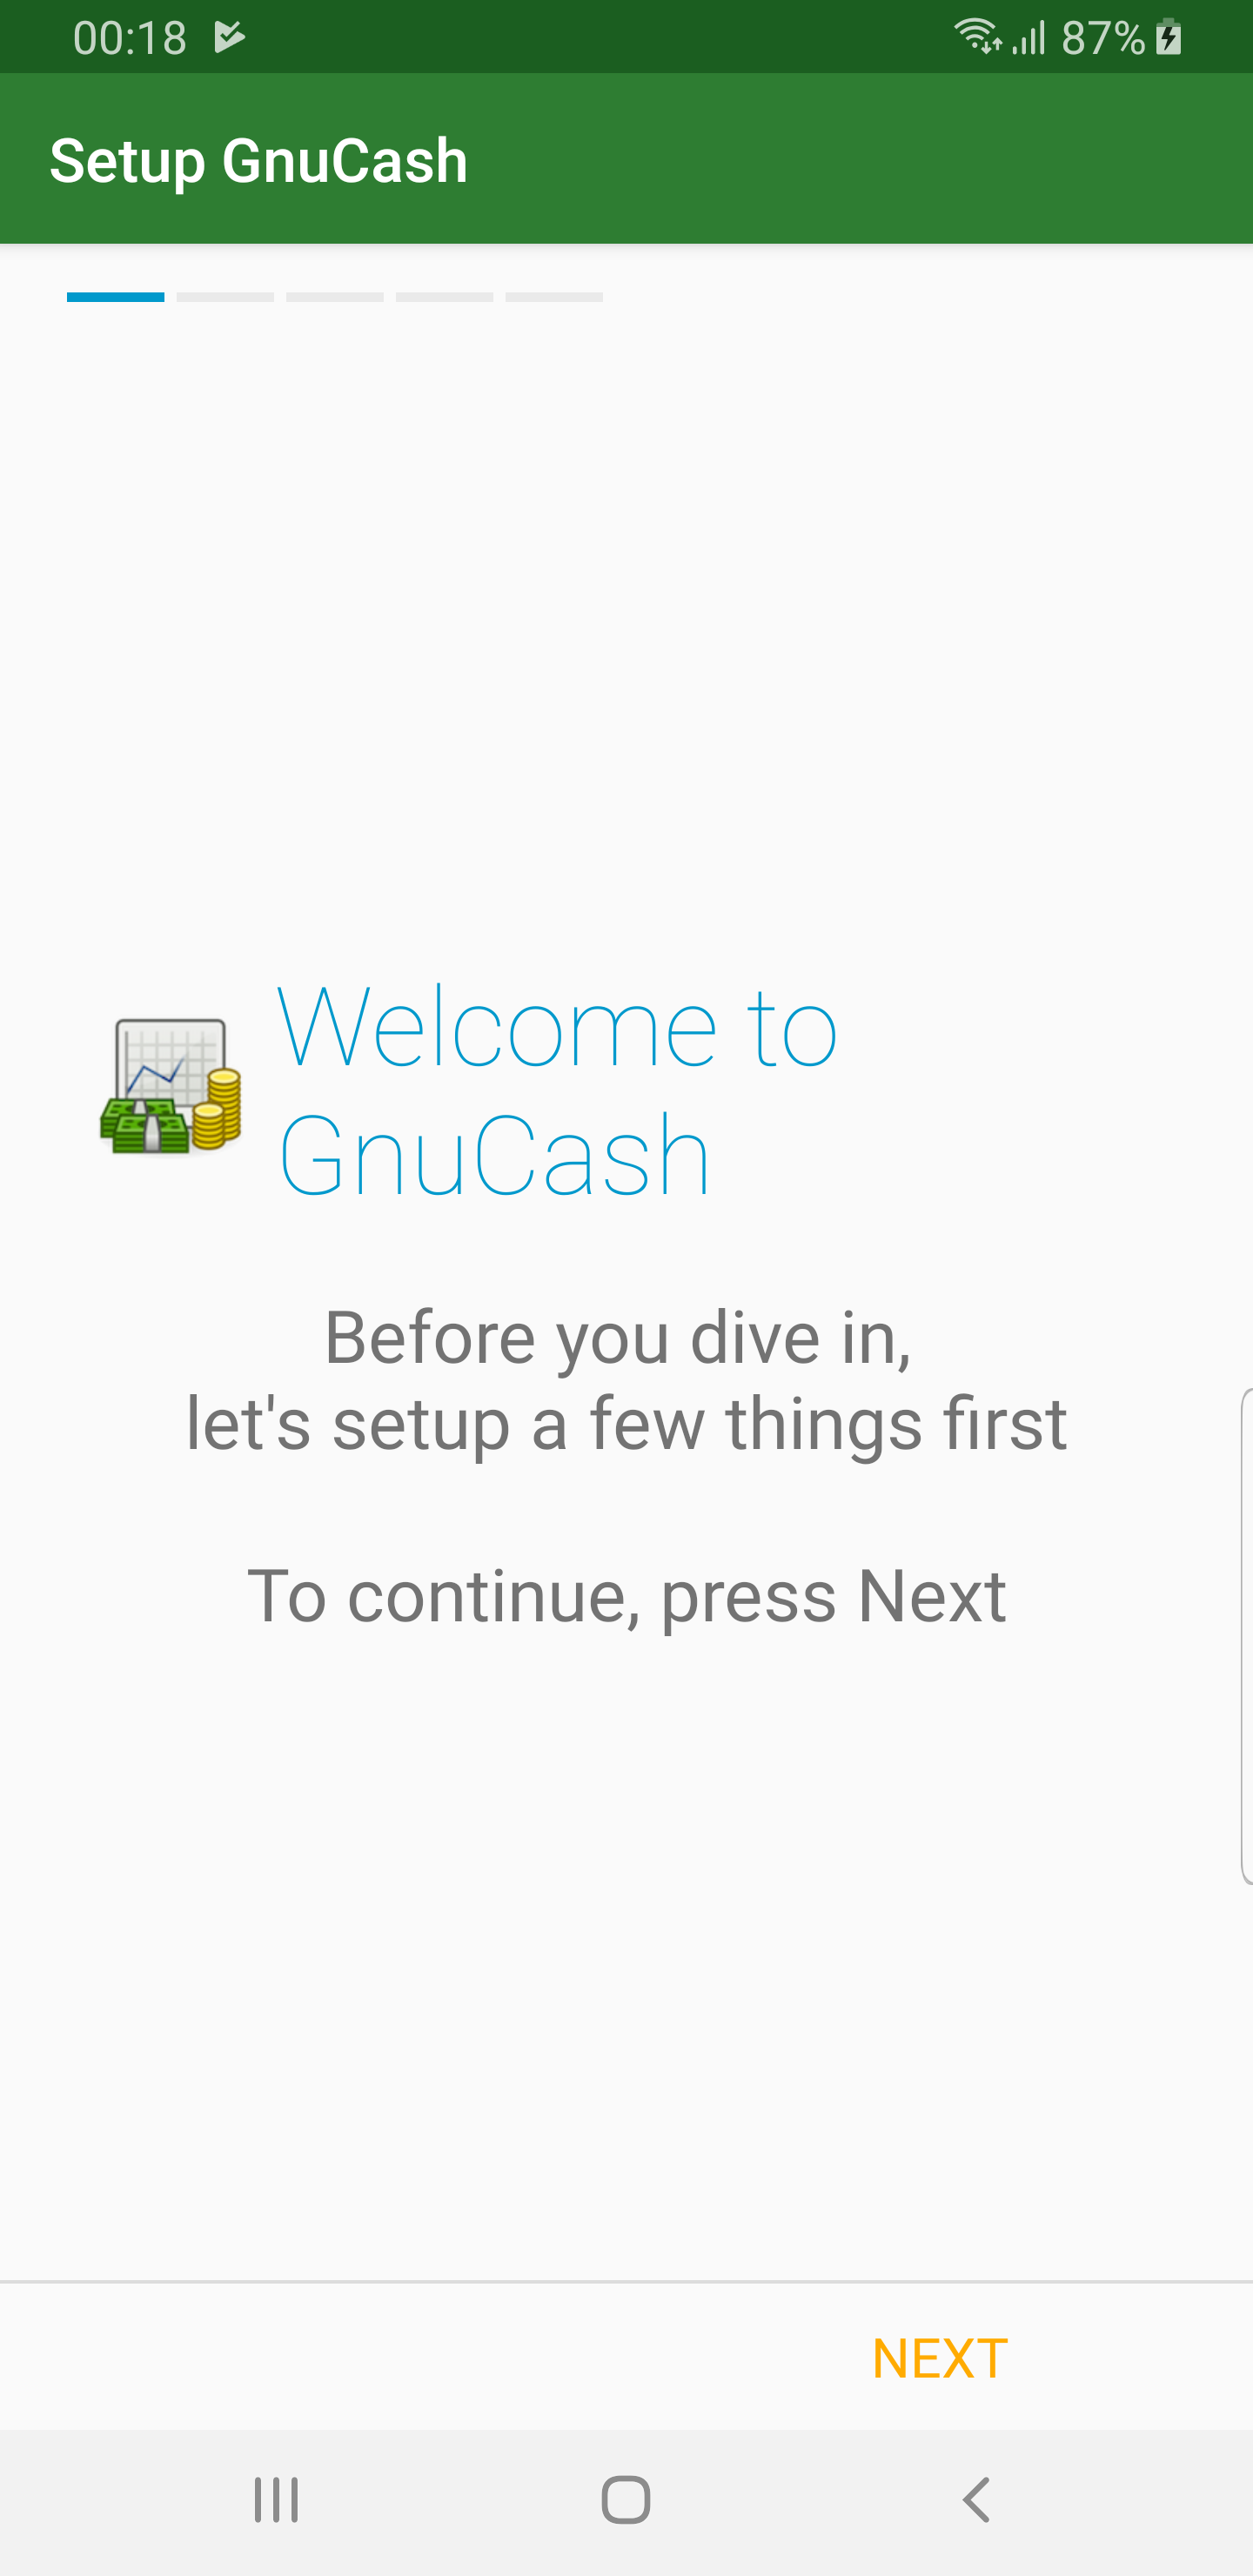 00:18
87%
Setup GnuCash
Welcome to
GnuCash
Before you dive in,
let's setup a few things first
To continue, press Next
NEXT